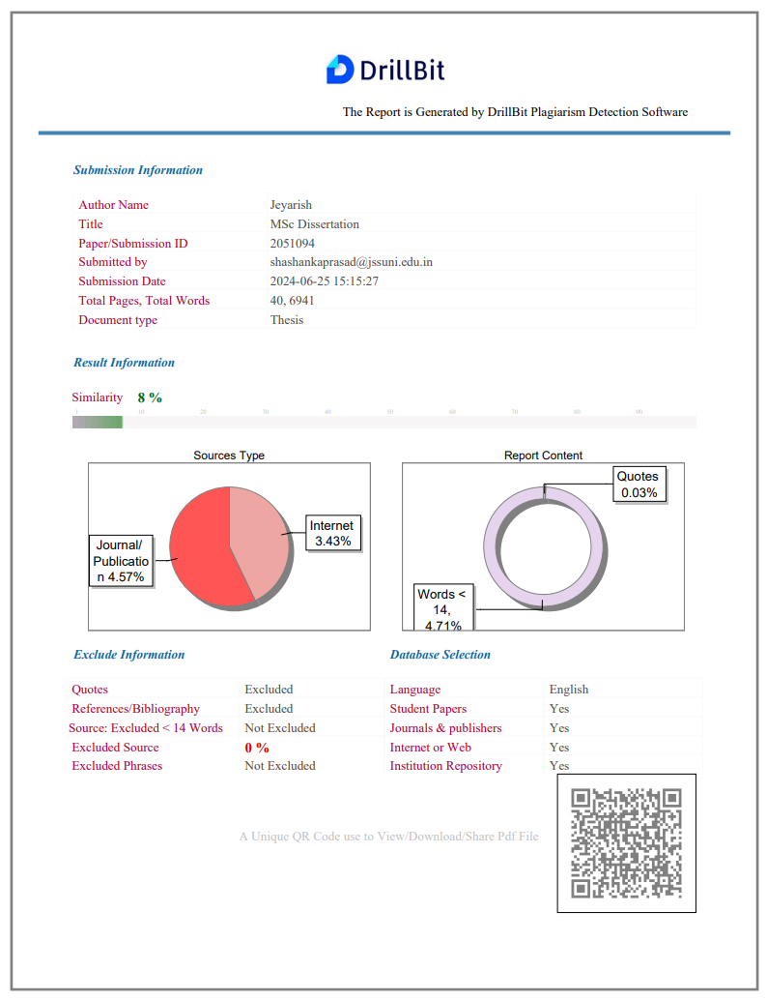 DrillBit
The Report is Generated by DrillBit Plagiarism Detection Software
Submission Information
Author Name Jeyarish
Title MSc Dissertation
Paper/Submission ID 2051094
Submitted by shashankaprasad@jssuni.edu.in
Submission Date 2024-06-25 15:15:27
Total Pages, Total Words 40, 6941
Document type Thesis
Result Information
Similarity 8 %
1 10 20 30 40 50 60 70 80 90
Sources Type
Internet
3.43%
Journal/
Publicatio
n 4.57%
Report Content
Quotes
0.03%
Words <
14,
4.71%
Exclude Information
Quotes Excluded
References/Bibliography Excluded
Source: Excluded < 14 Words Not Excluded
Excluded Source 0 %
Excluded Phrases Not Excluded
Database Selection
Language English
Student Papers Yes
Journals & publishers Yes
Internet or Web Yes
Institution Repository Yes
A Unique QR Code use to View/Download/Share Pdf File